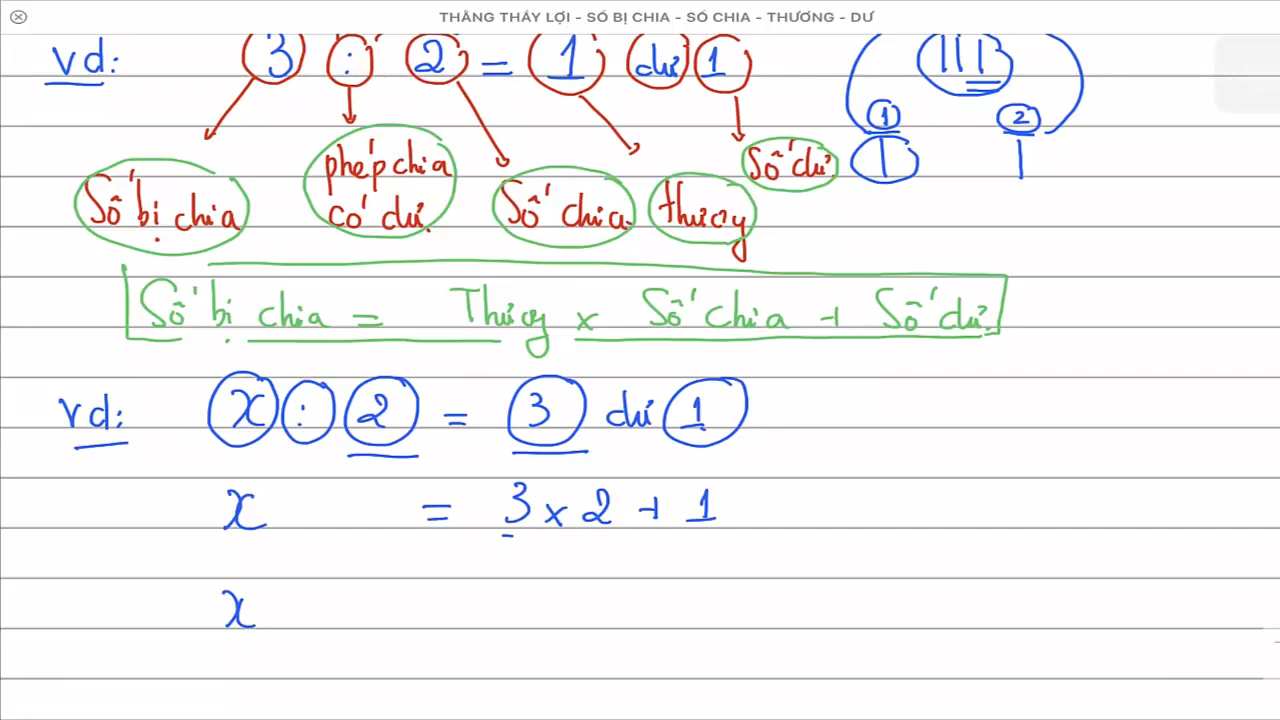 THẰNG THẦY LỢI - SỐ BỊ CHIA - SỐ CHIA - THƯƠNG - DƯ
vd: 3 : 2 = 1 dư 1
111
1 2
1 1
Số bị chia phép chia có dư Số chia thương Số dư
Số bị chia = Thương x Số chia + Số dư
vd: x : 2 = 3 dư 1
x = 3 x 2 + 1
x